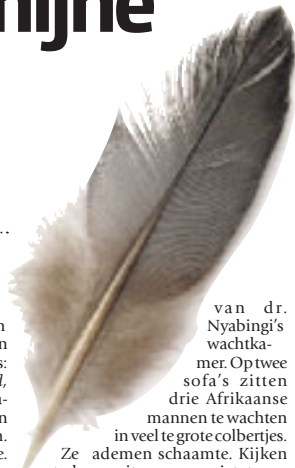 van dr.
Nyabingi's
wachtka-
mer. Op twee
sofa's zitten
drie Afrikaanse
mannen te wachten
in veel te grote colbertjes.
Ze ademen schaamte. Kijken